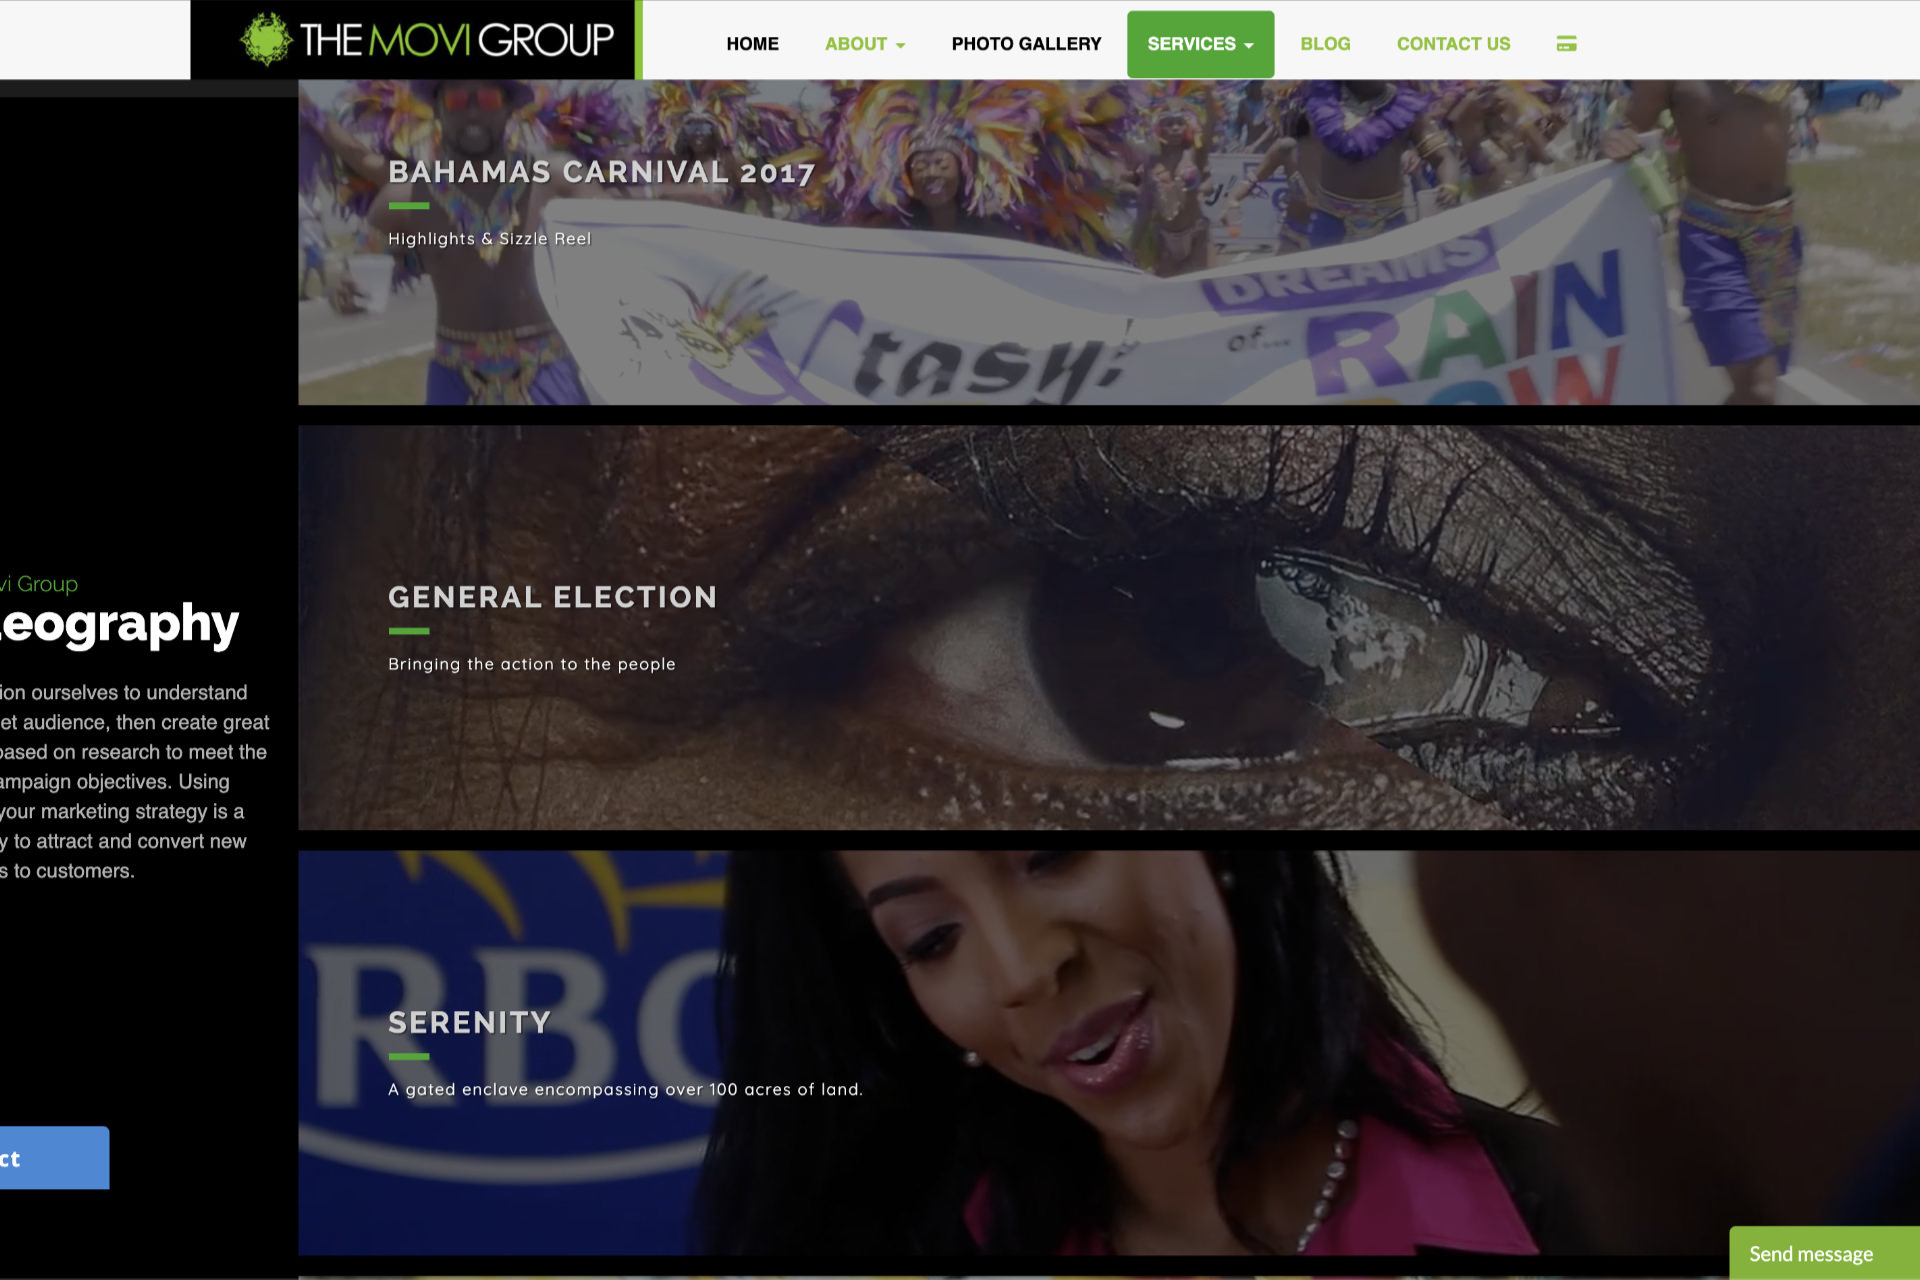 THE MOVI GROUP
HOME
ABOUT
PHOTO GALLERY
SERVICES
BLOG
CONTACT US
BAHAMAS CARNIVAL 2017
Highlights & Sizzle Reel
DREAMS
tasy!
of...
RAIN
GENERAL ELECTION
Bringing the action to the people
vi Group
eography
ion ourselves to understand
et audience, then create great
based on research to meet the
ampaign objectives. Using
your marketing strategy is a
y to attract and convert new
s to customers.
ct
RBC
SERENITY
A gated enclave encompassing over 100 acres of land.
Send message